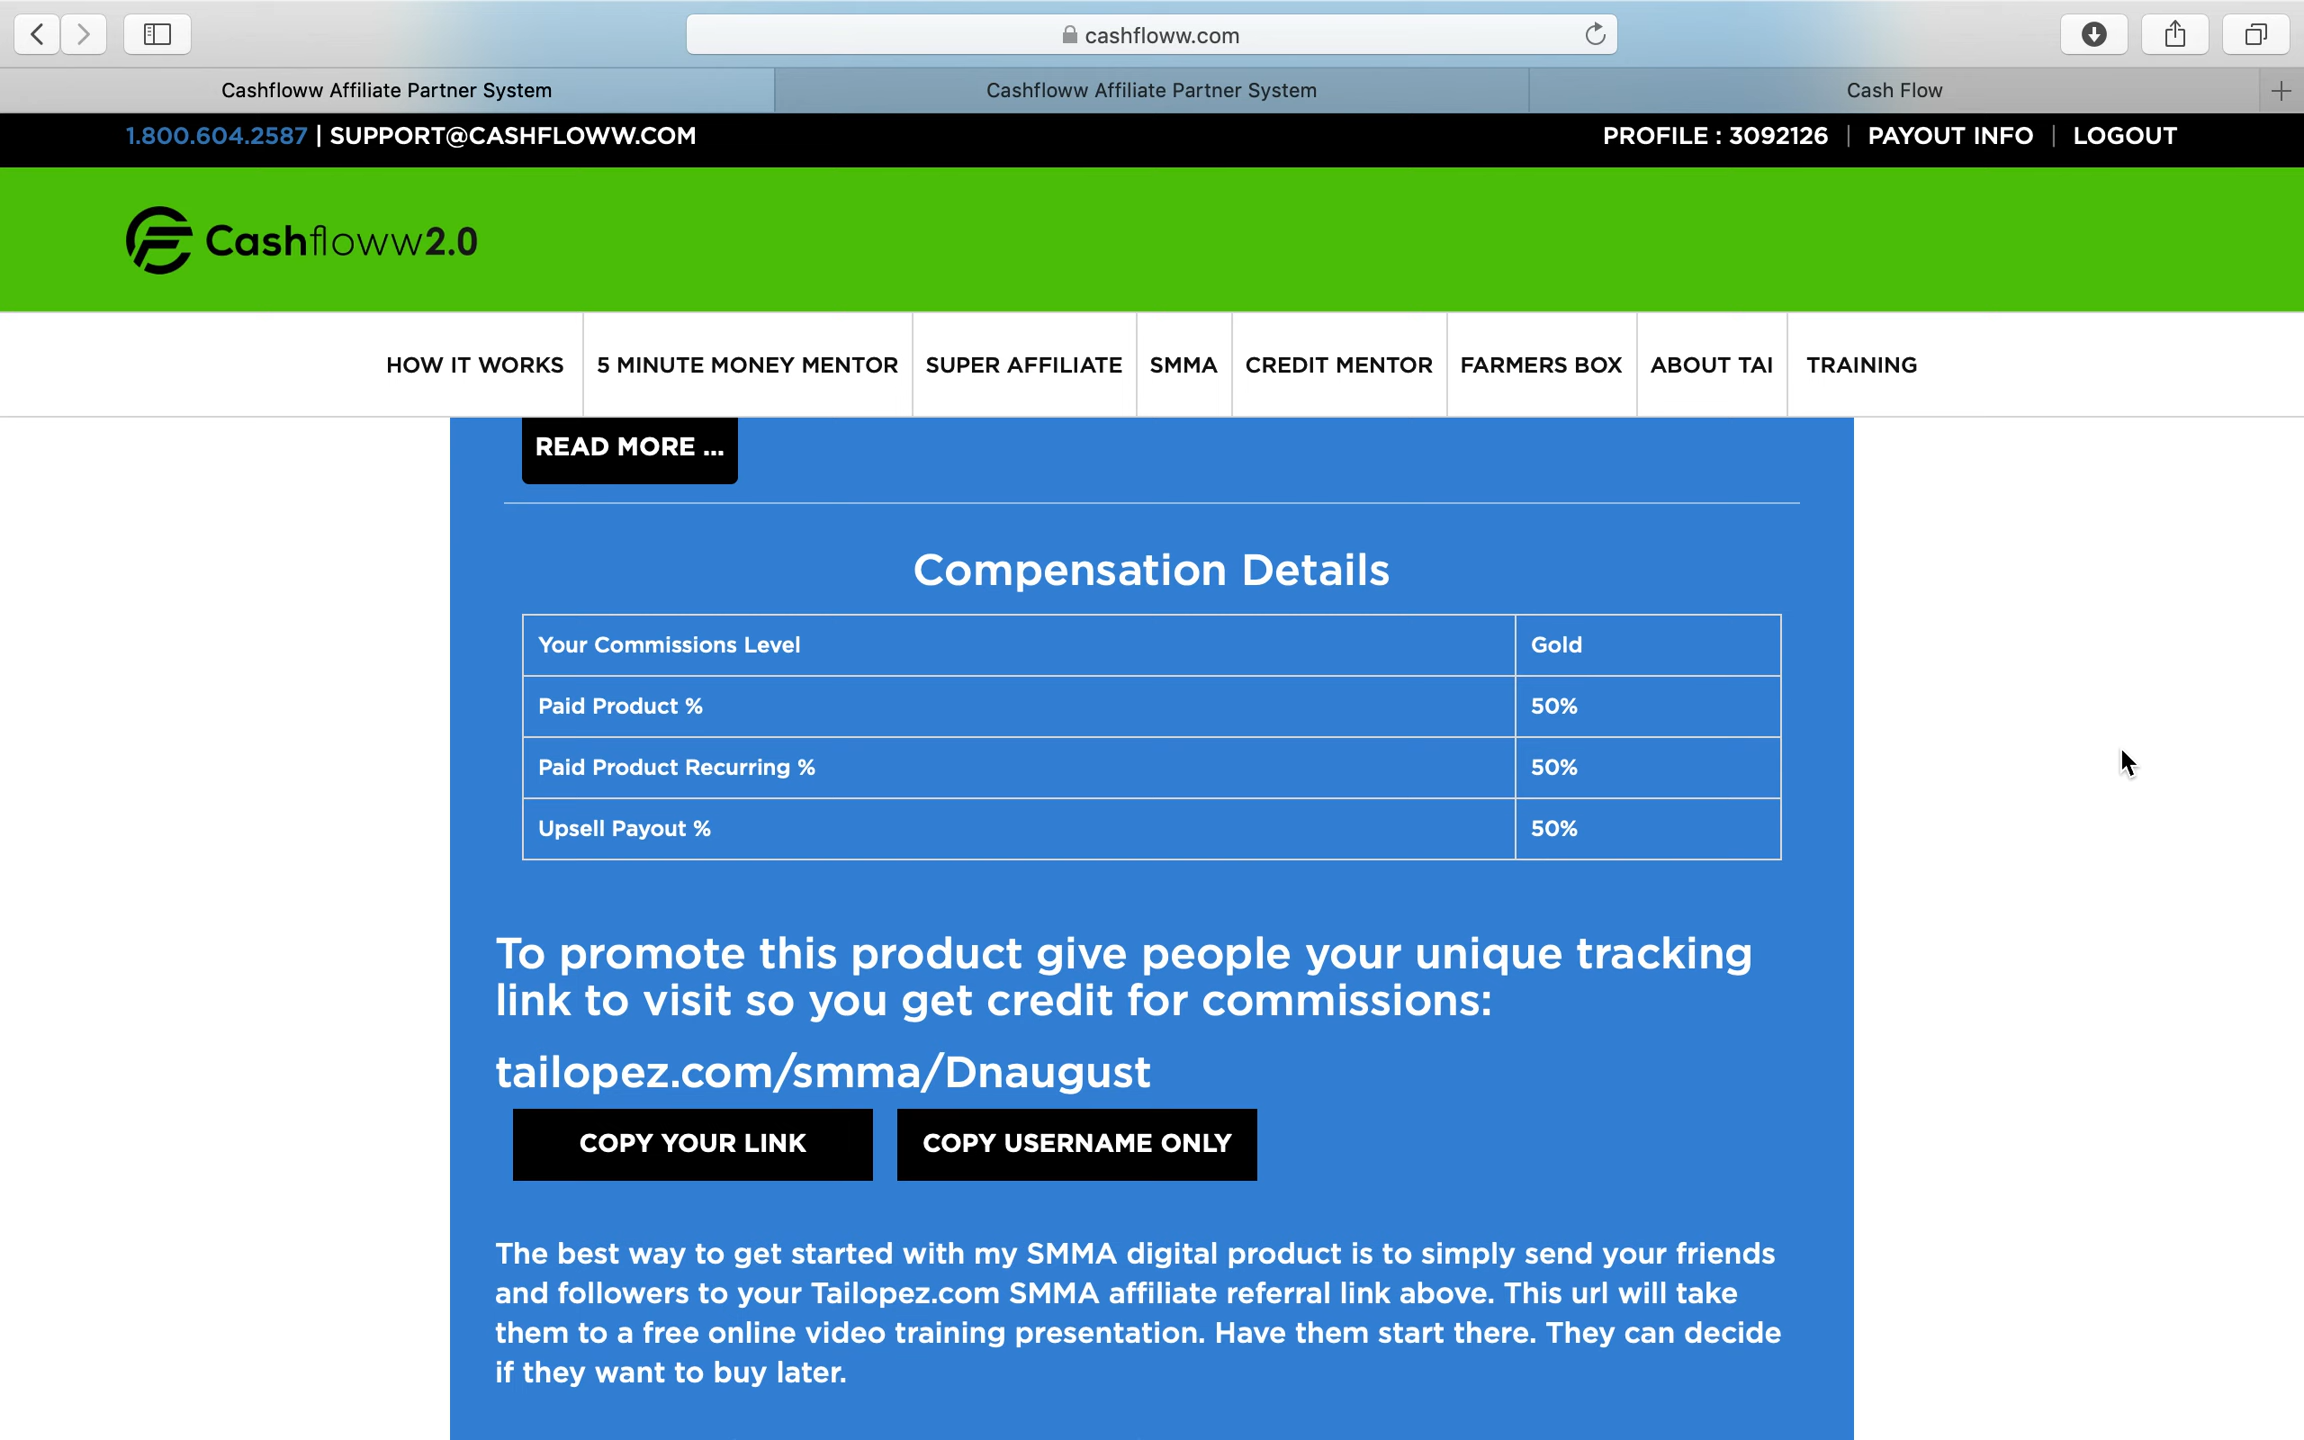 cashfloww.com
Cashfloww Affiliate Partner System
Cashfloww Affiliate Partner System
Cash Flow
1.800.604.2587 | SUPPORT@CASHFLOWW.COM
PROFILE : 3092126 | PAYOUT INFO | LOGOUT
Cashfloww2.0
HOW IT WORKS
5 MINUTE MONEY MENTOR
SUPER AFFILIATE
SMMA
CREDIT MENTOR
FARMERS BOX
ABOUT TAI
TRAINING
READ MORE ...
Compensation Details
Your Commissions Level Gold
Paid Product % 50%
Paid Product Recurring % 50%
Upsell Payout % 50%
To promote this product give people your unique tracking
link to visit so you get credit for commissions:
tailopez.com/smma/Dnaugust
COPY YOUR LINK
COPY USERNAME ONLY
The best way to get started with my SMMA digital product is to simply send your friends
and followers to your Tailopez.com SMMA affiliate referral link above. This url will take
them to a free online video training presentation. Have them start there. They can decide
if they want to buy later.